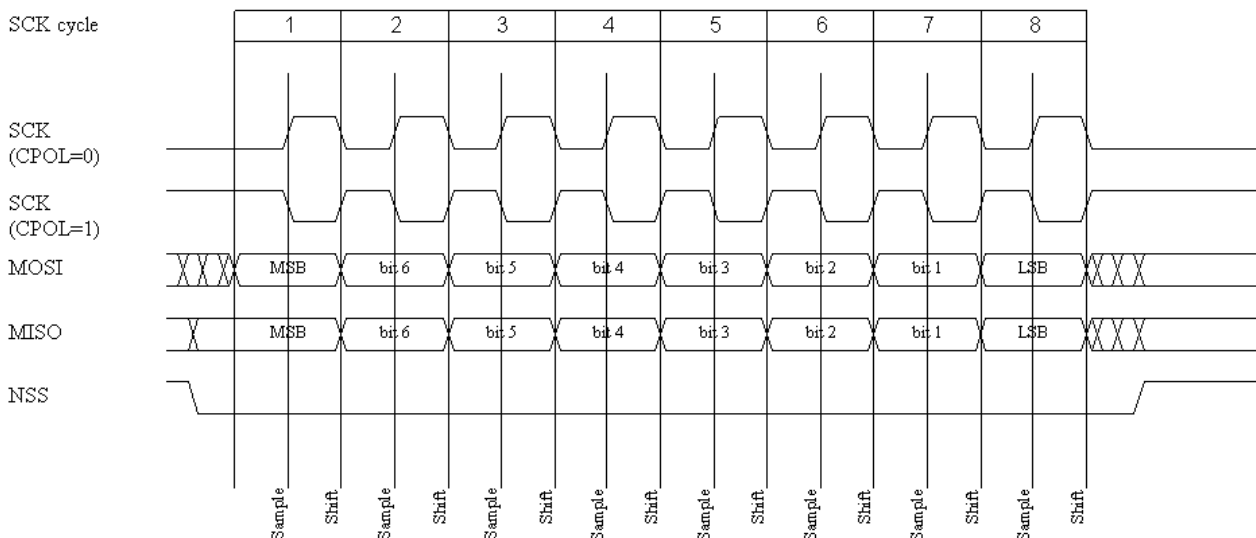 SCK cycle 1 2 3 4 5 6 7 8
SCK
(CPOL=0)
SCK
(CPOL=1)
MOSI MSB bit 6 bit 5 bit 4 bit 3 bit 2 bit 1 LSB
MISO MSB bit 6 bit 5 bit 4 bit 3 bit 2 bit 1 LSB
NSS
Sample Shift Sample Shift Sample Shift Sample Shift Sample Shift Sample Shift Sample Shift Sample Shift